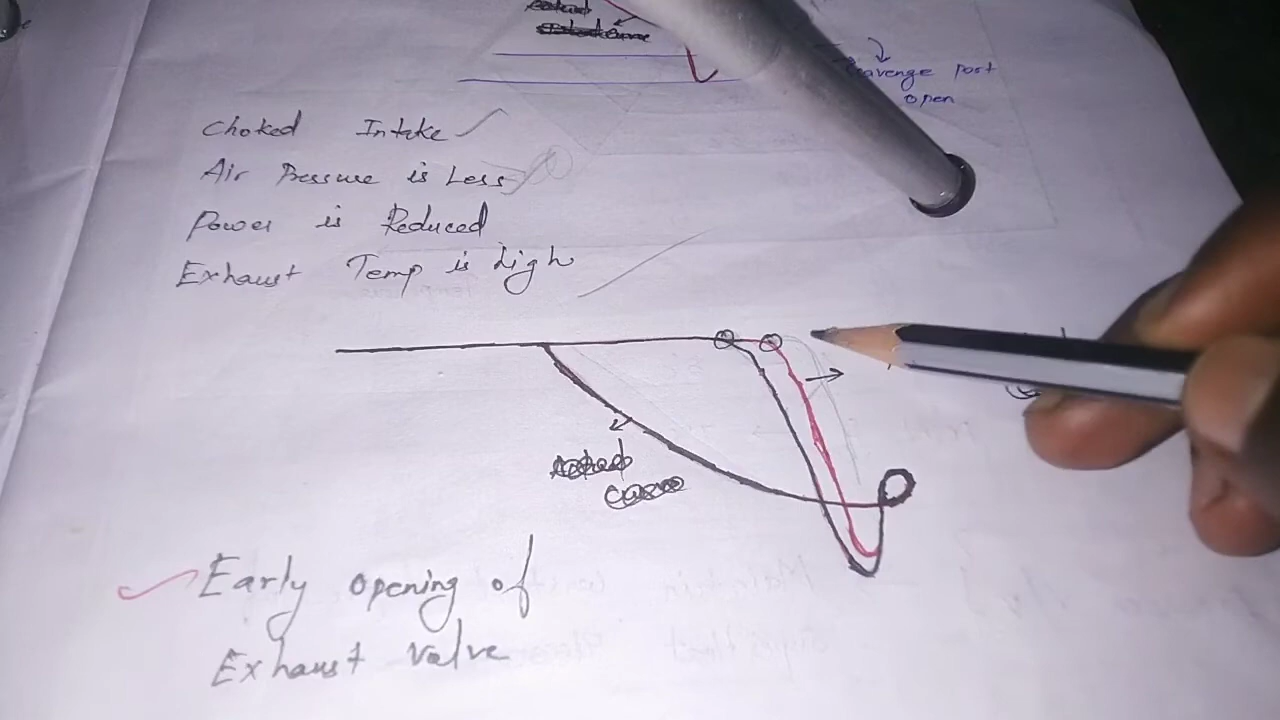 Scavenge port
open
Choked Intake
Air Pressure is Less
Power is Reduced
Exhaust Temp is high
Early opening of
Exhaust valve